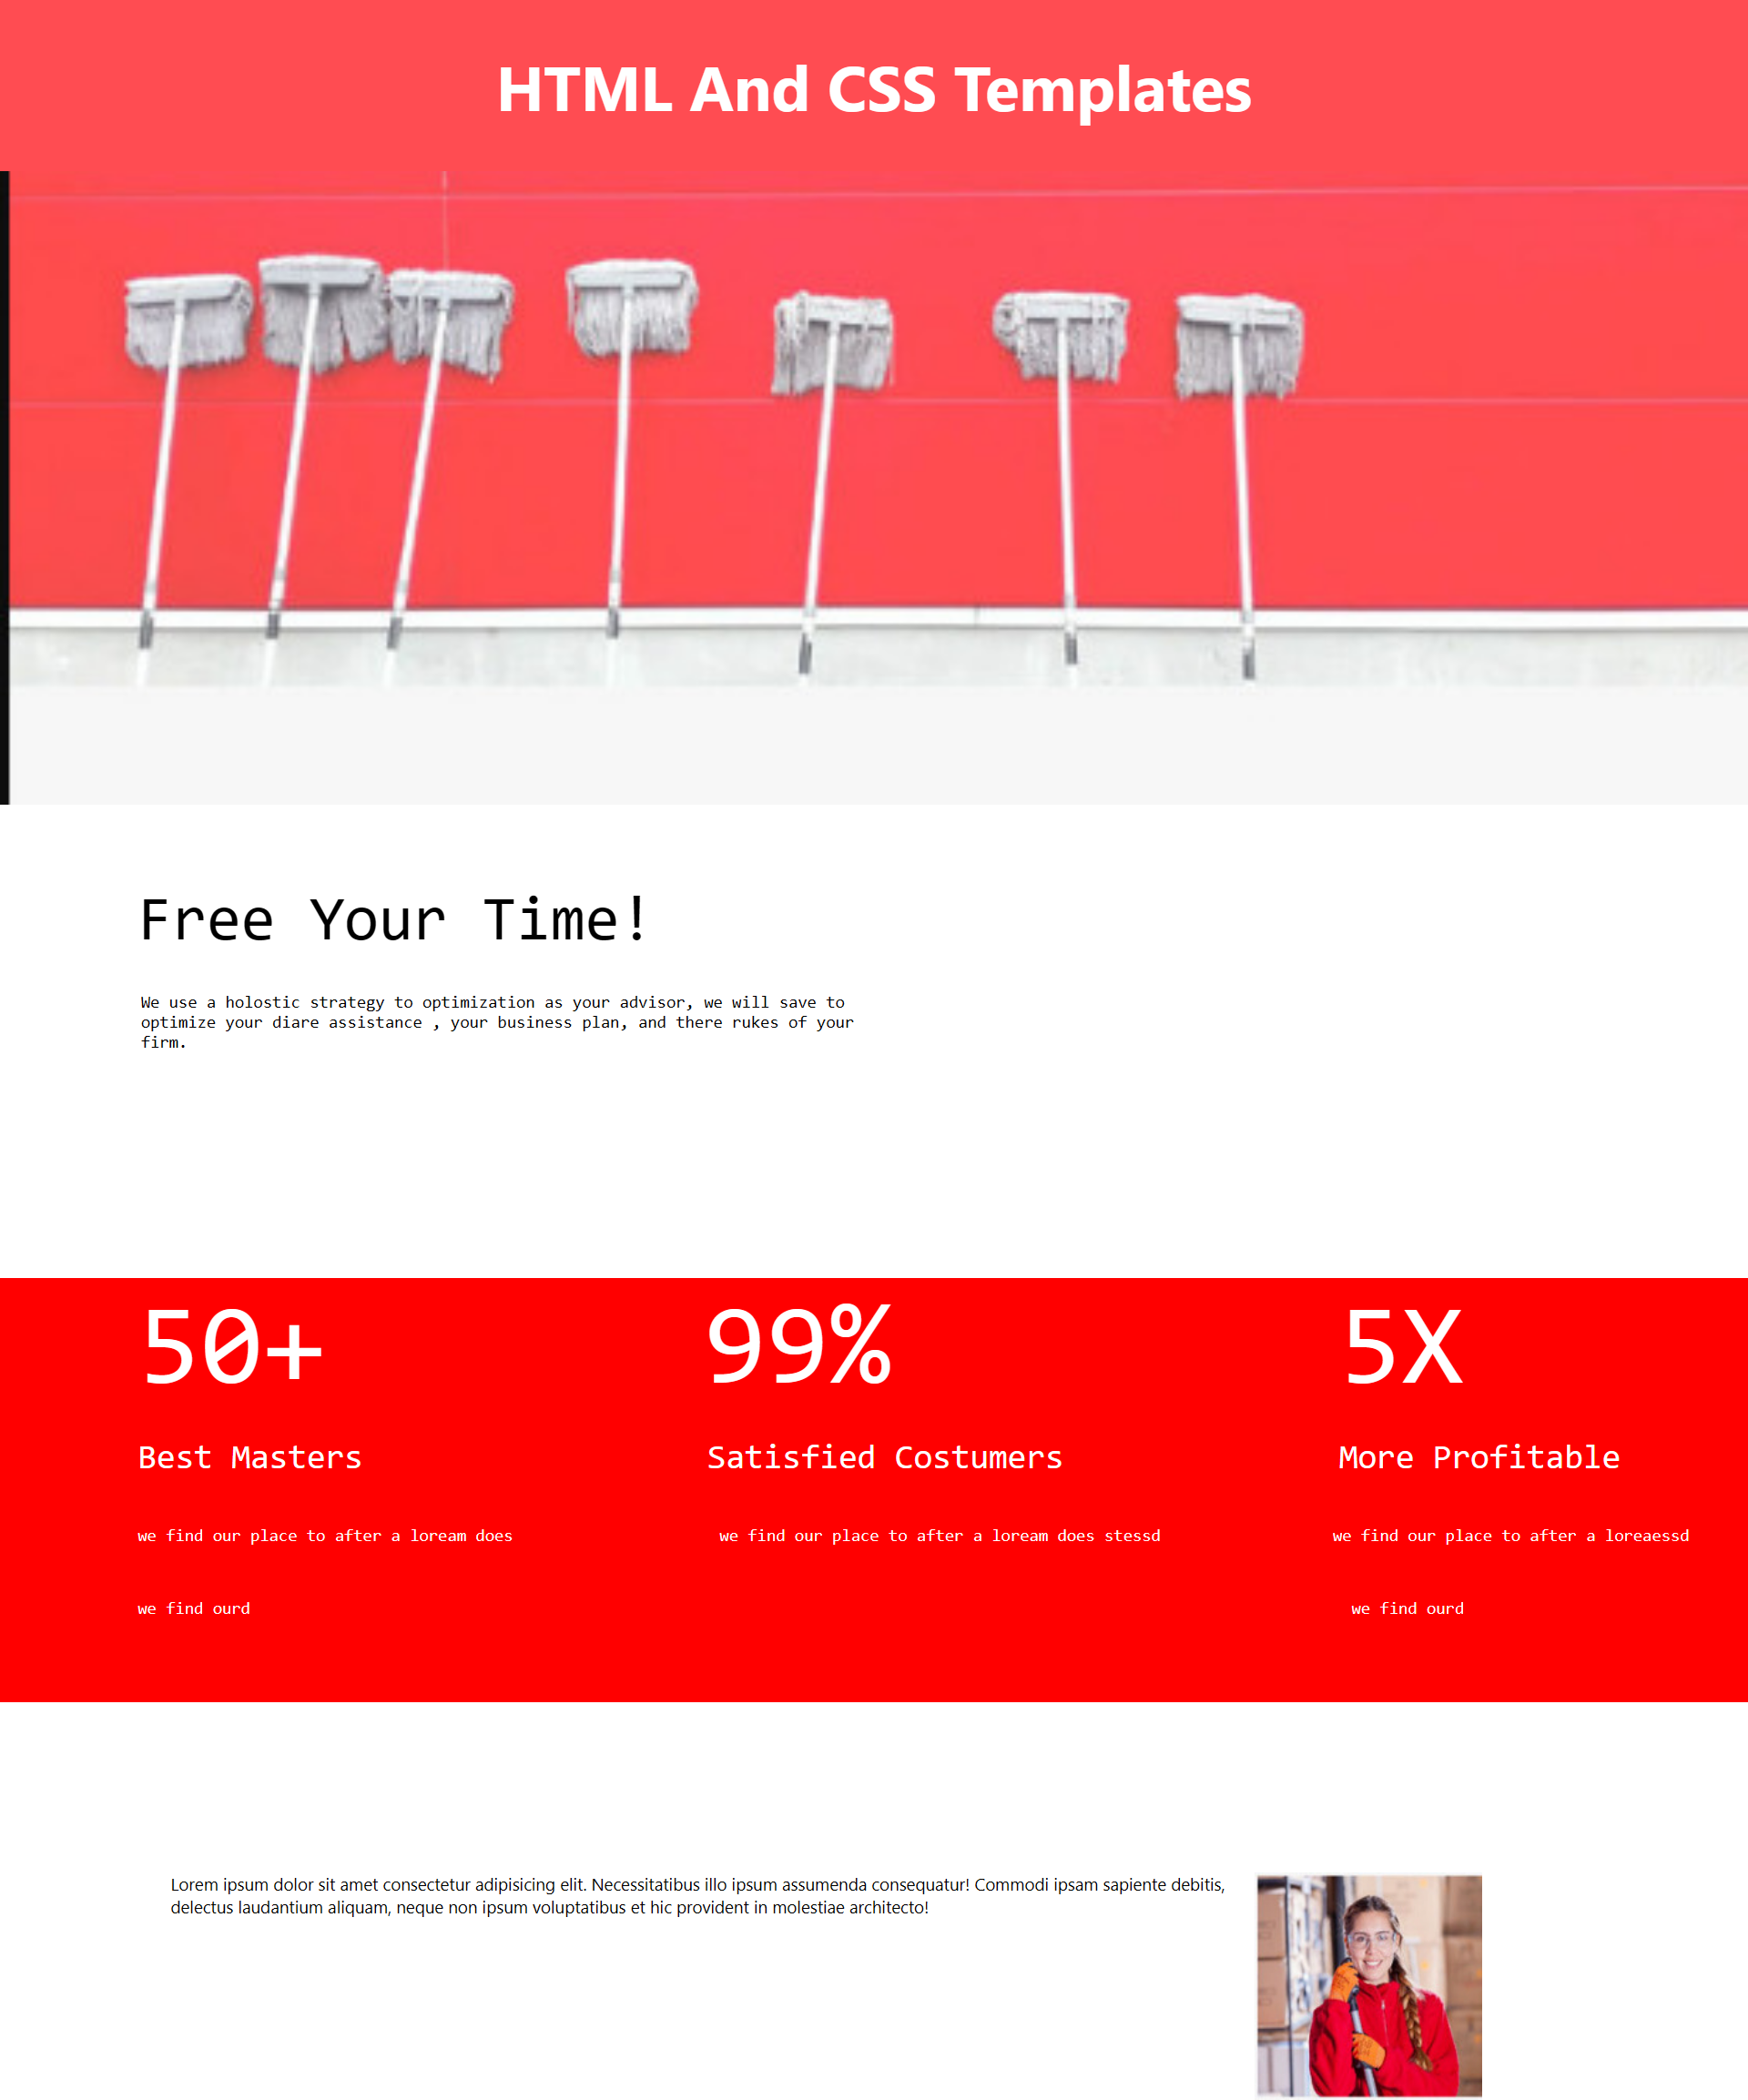 HTML And CSS Templates
Free Your Time!
We use a holostic strategy to optimization as your advisor, we will save to
optimize your diare assistance , your business plan, and there rukes of your
firm.
50+
99%
5X
Best Masters
Satisfied Costumers
More Profitable
we find our place to after a loream does
we find our place to after a loream does stessd
we find our place to after a loreaessd
we find ourd
we find ourd
Lorem ipsum dolor sit amet consectetur adipisicing elit. Necessitatibus illo ipsum assumenda consequatur! Commodi ipsam sapiente debitis,
delectus laudantium aliquam, neque non ipsum voluptatibus et hic provident in molestiae architecto!